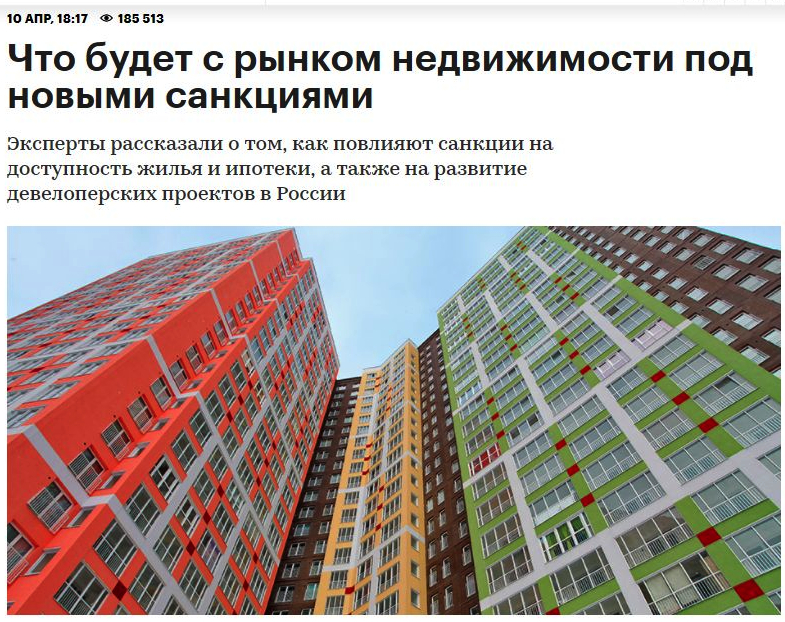 10 АПР, 18:17 185 513
Что будет с рынком недвижимости под
новыми санкциями
Эксперты рассказали о том, как повлияют санкции на
доступность жилья и ипотеки, а также на развитие
девелоперских проектов в России